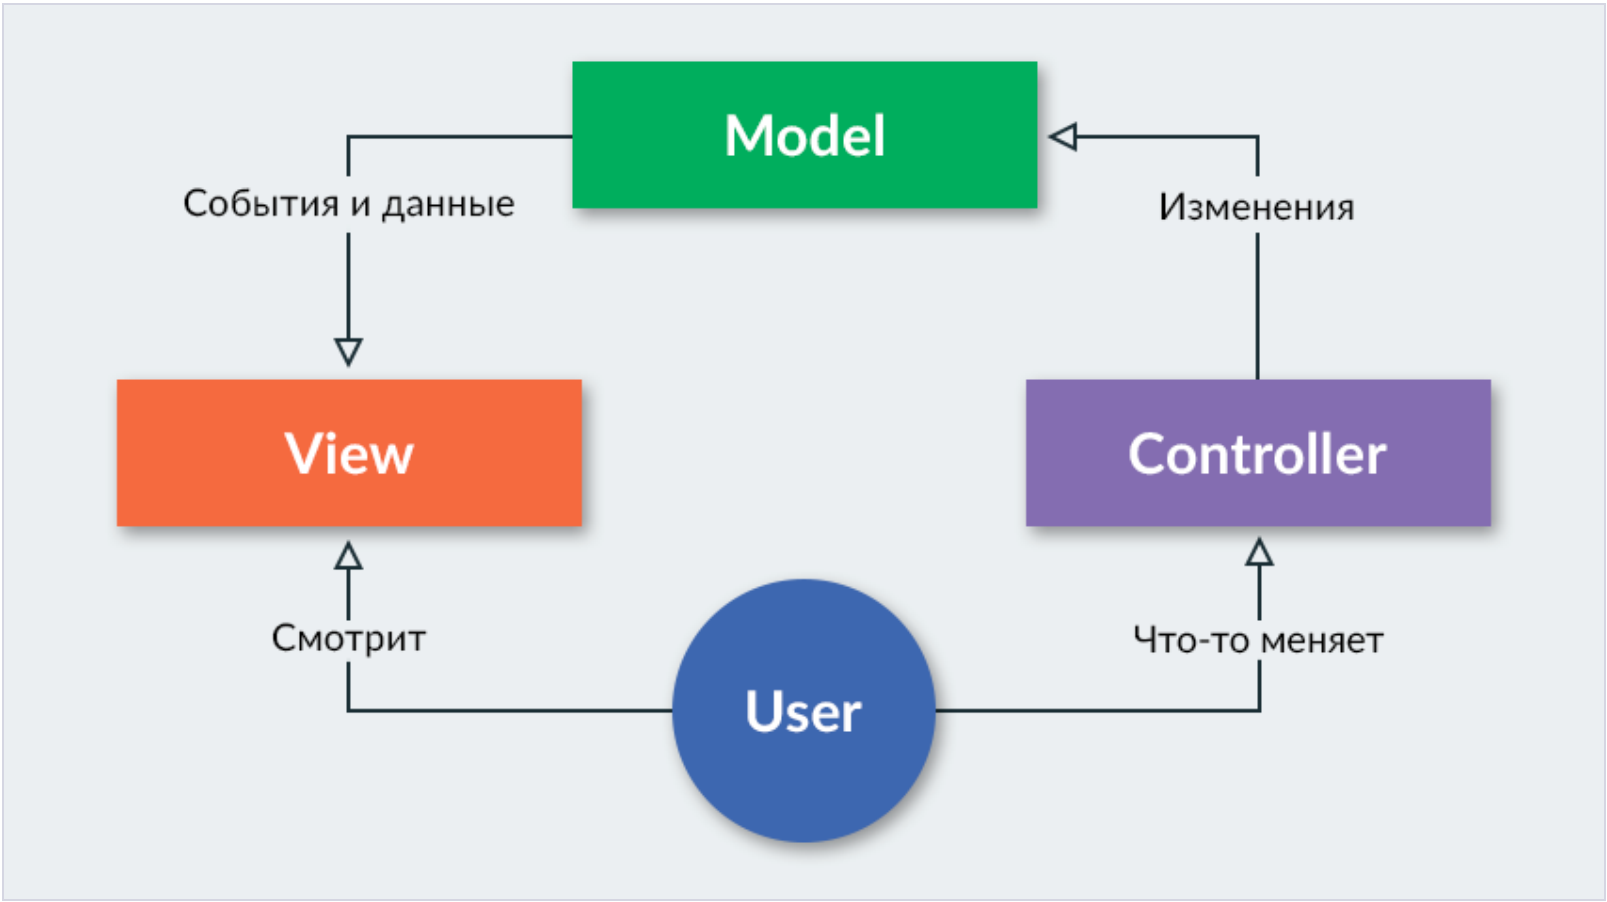 Model
События и данные
Изменения
View
Controller
Смотрит
Что-то меняет
User